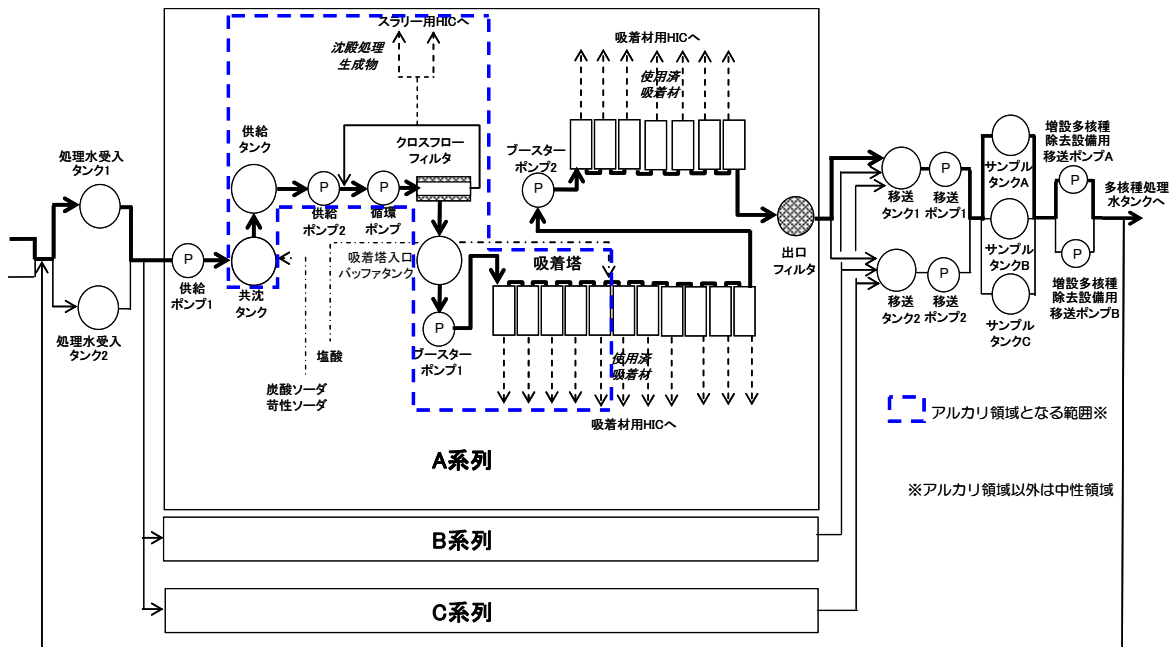 スラリー用HICへ
沈殿処理
生成物
吸着材用HICへ
使用済
吸着材
処理水受入
タンク1
処理水受入
タンク2
P
供給
ポンプ1
供給
タンク
共沈
タンク
P
供給
ポンプ2
P
循環
ポンプ
クロスフロー
フィルタ
吸着塔入口
バッファタンク
P
ブースター
ポンプ1
塩酸
炭酸ソーダ
苛性ソーダ
ブースター
ポンプ2
P
吸着塔
使用済
吸着材
吸着材用HICへ
出口
フィルタ
移送
タンク1
P
移送
ポンプ1
移送
タンク2
P
移送
ポンプ2
サンプル
タンクA
サンプル
タンクB
サンプル
タンクC
増設多核種
除去設備用
移送ポンプA
P
P
増設多核種
除去設備用
移送ポンプB
多核種処理
水タンクへ
アルカリ領域となる範囲※
※アルカリ領域以外は中性領域
A系列
B系列
C系列